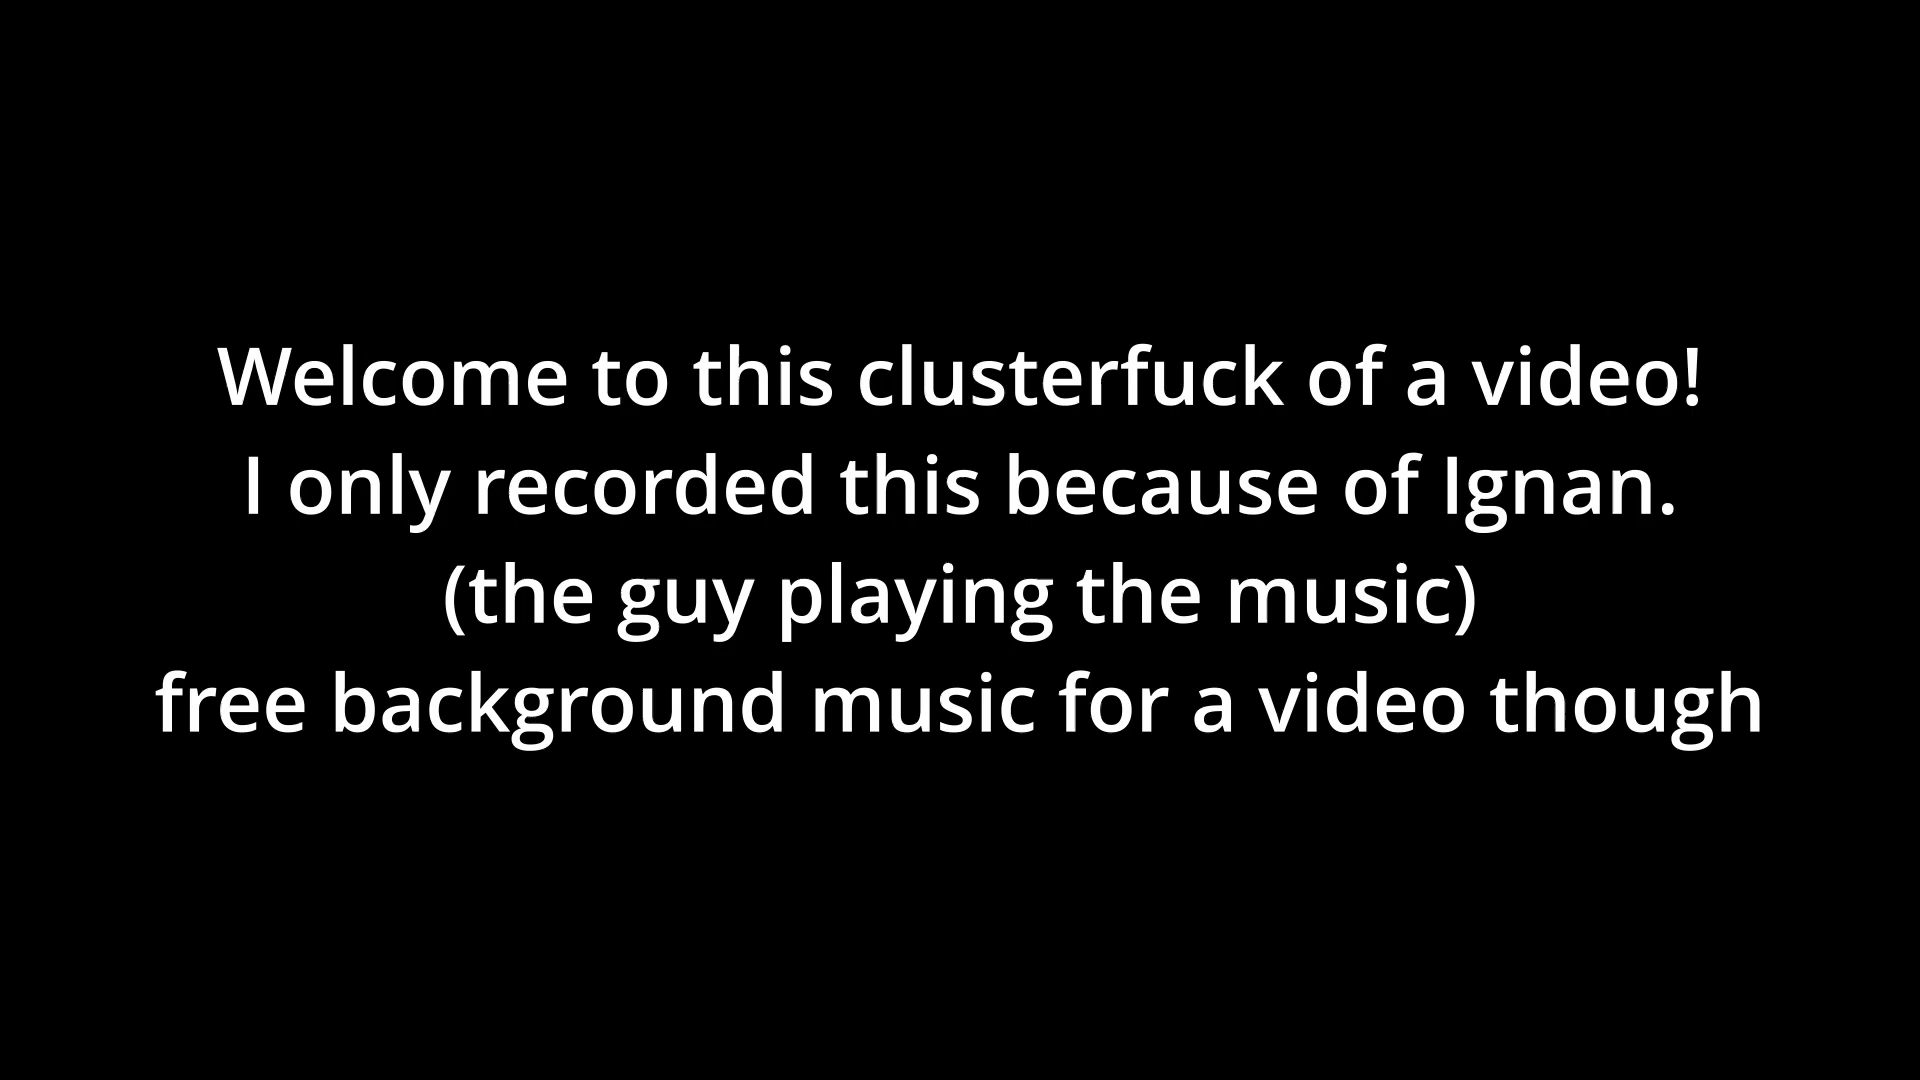 Welcome to this clusterfuck of a video!
I only recorded this because of Ignan.
(the guy playing the music)
free background music for a video though